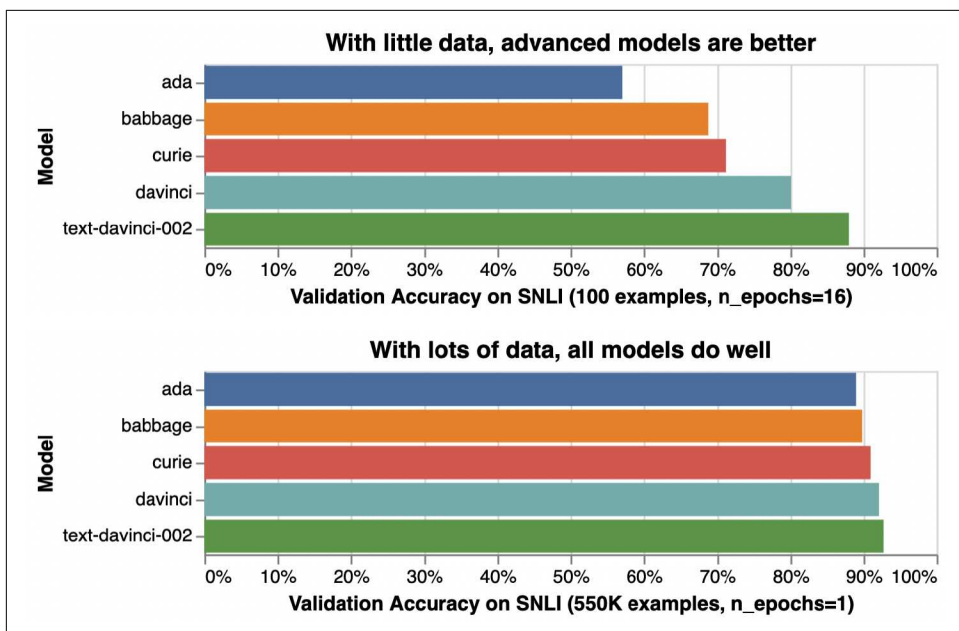 With little data, advanced models are better
Model
ada
babbage
curie
davinci
text-davinci-002
0% 10% 20% 30% 40% 50% 60% 70% 80% 90% 100%
Validation Accuracy on SNLI (100 examples, n_epochs=16)
With lots of data, all models do well
Model
ada
babbage
curie
davinci
text-davinci-002
0% 10% 20% 30% 40% 50% 60% 70% 80% 90% 100%
Validation Accuracy on SNLI (550K examples, n_epochs=1)